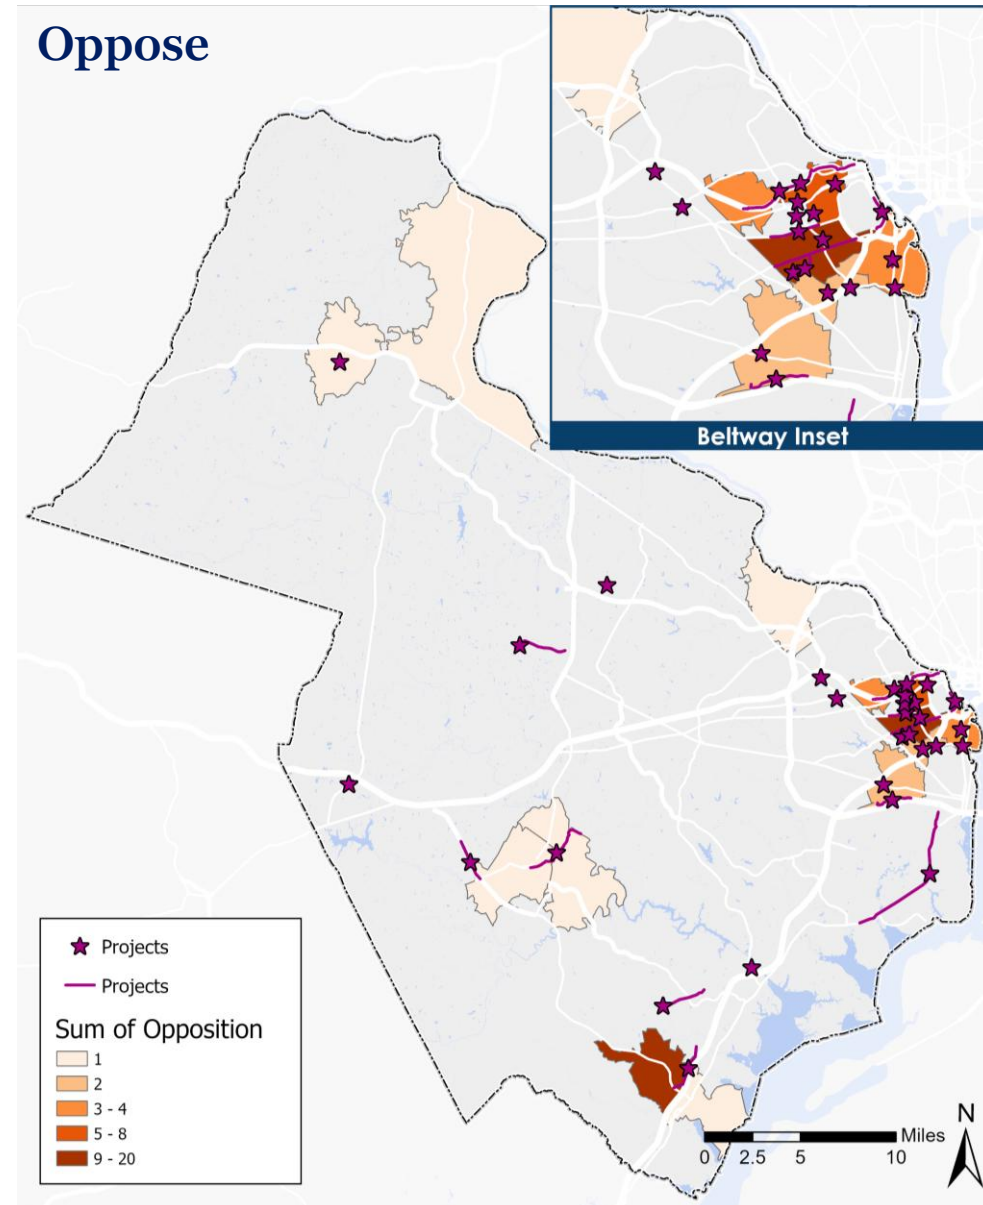 Oppose
Beltway Inset
Projects
Projects
Sum of Opposition
1
2
3 - 4
5 - 8
9 - 20
Miles
0 2.5 5 10
N